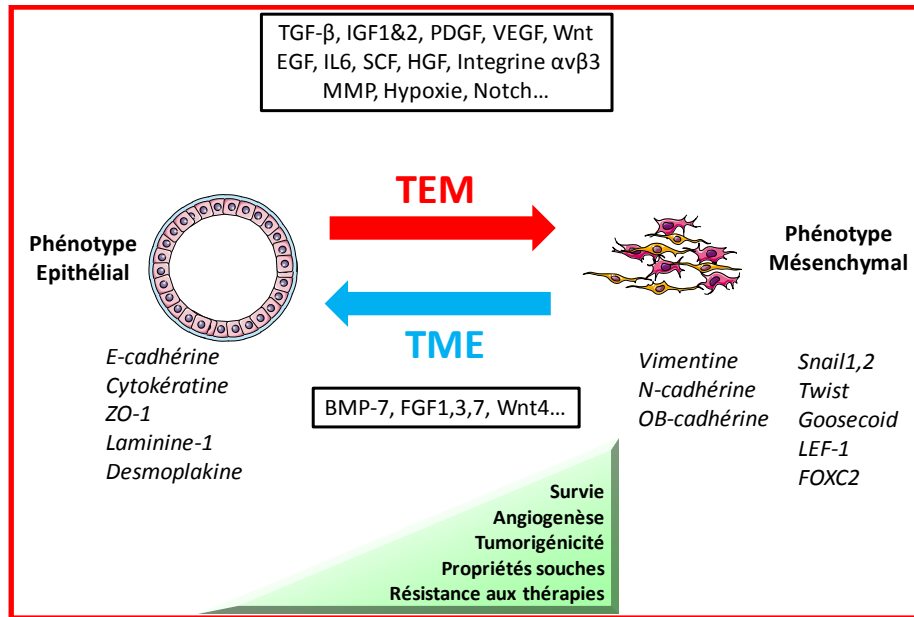 TGF-β, IGF1&2, PDGF, VEGF, Wnt
EGF, IL6, SCF, HGF, Integrine αvβ3
MMP, Hypoxie, Notch...
TEM
Phénotype
Epithélial
Phénotype
Mésenchymal
TME
E-cadhérine
Cytokératine
ZO-1
Laminine-1
Desmoplakine
BMP-7, FGF1,3,7, Wnt4...
Vimentine
N-cadhérine
OB-cadhérine
Snail1,2
Twist
Goosecoid
LEF-1
FOXC2
Survie
Angiogenèse
Tumorigénicité
Propriétés souches
Résistance aux thérapies